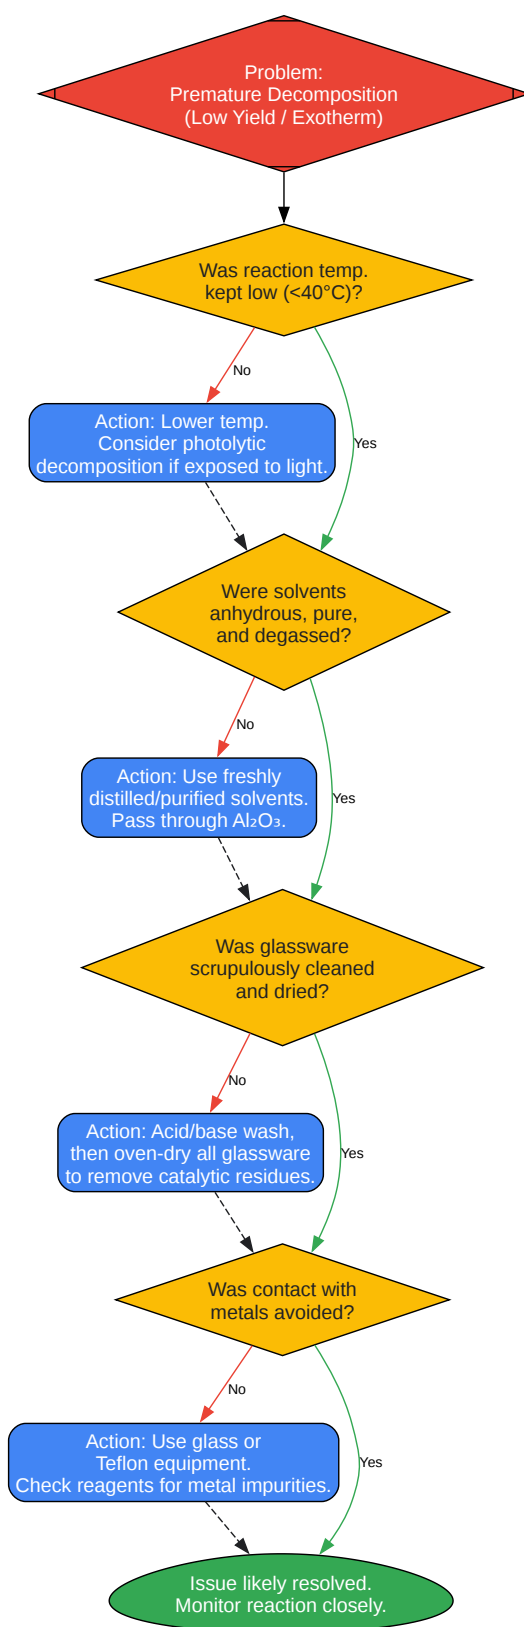 Problem:
Premature Decomposition
(Low Yield / Exotherm)
Was reaction temp.
kept low (<40°C)?
No
Action: Lower temp.
Consider photolytic
decomposition if exposed to light.
Yes
Were solvents
anhydrous, pure,
and degassed?
No
Action: Use freshly
distilled/purified solvents.
Pass through Al₂O₃.
Yes
Was glassware
scrupulously cleaned
and dried?
No
Action: Acid/base wash,
then oven-dry all glassware
to remove catalytic residues.
Yes
Was contact with
metals avoided?
No
Action: Use glass or
Teflon equipment.
Check reagents for metal impurities.
Yes
Issue likely resolved.
Monitor reaction closely.